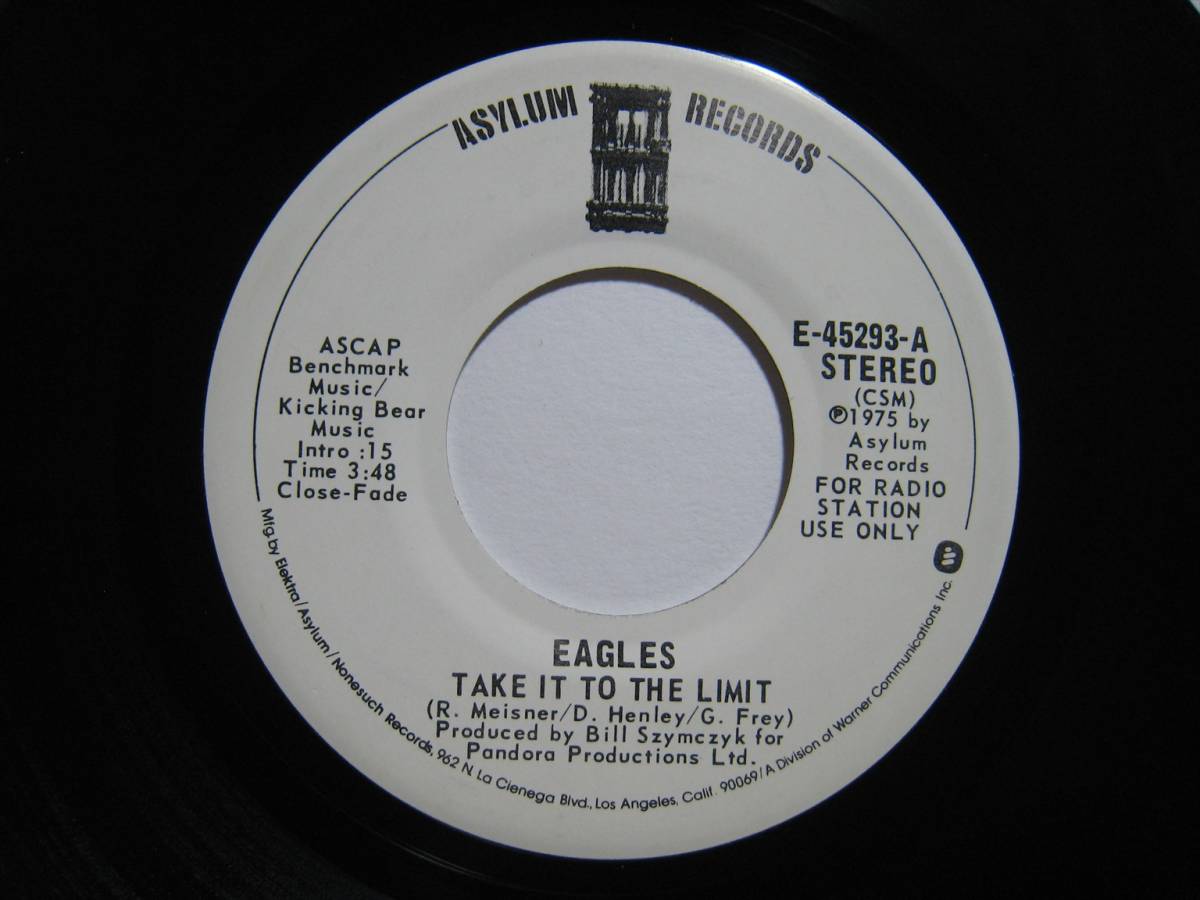 ASYLUM RECORDS
ASCAP
Benchmark
Music/
Kicking Bear
Music
Intro :15
Time 3:48
Close-Fade
E-45293-A
STEREO
(CSM)
℗1975 by
Asylum
Records
FOR RADIO
STATION
USE ONLY
EAGLES
TAKE IT TO THE LIMIT
(R. Meisner/D. Henley/G. Frey)
Produced by Bill Szymczyk for
Pandora Productions Ltd.
Mfg. by Elektra/Asylum/Nonesuch Records, 962 N. La Cienega Blvd., Los Angeles, Calif. 90069/A Division of Warner Communications Inc.